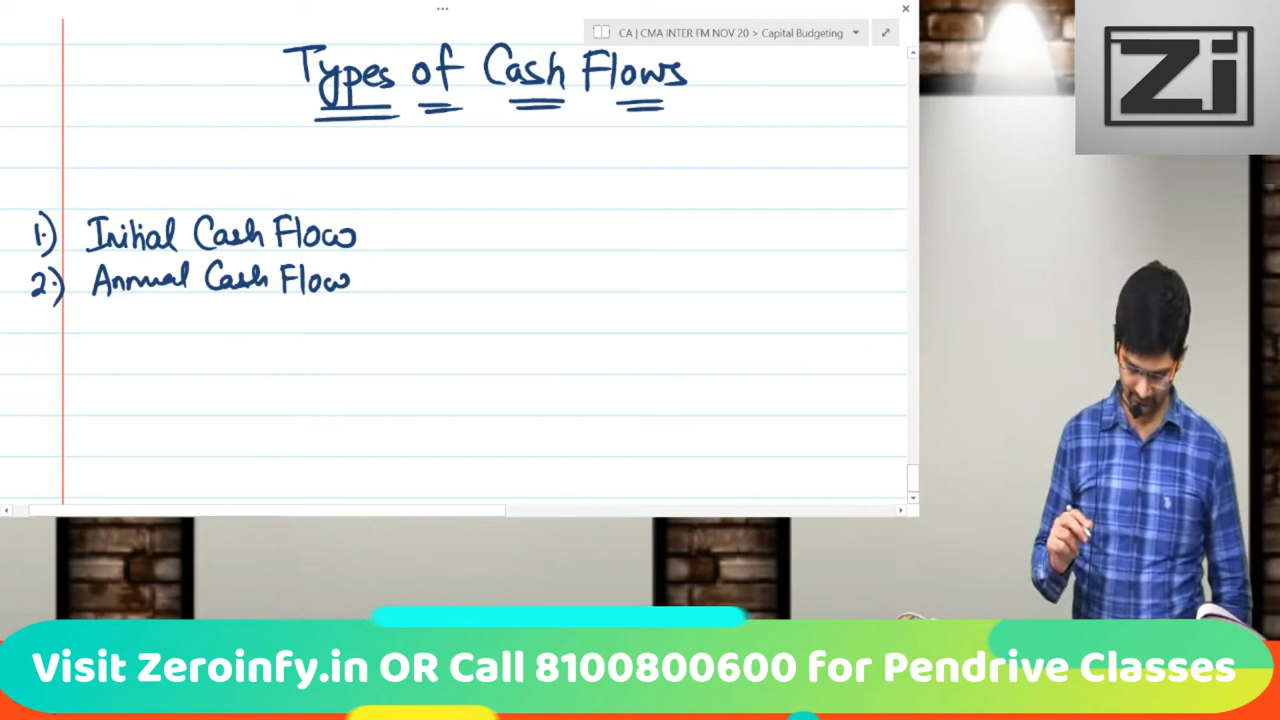 CA | CMA INTER FM NOV 20 > Capital Budgeting
Zi
Types of Cash Flows
1.) Initial Cash Flow
2.) Annual Cash Flow
Visit Zeroinfy.in OR Call 8100800600 for Pendrive Classes